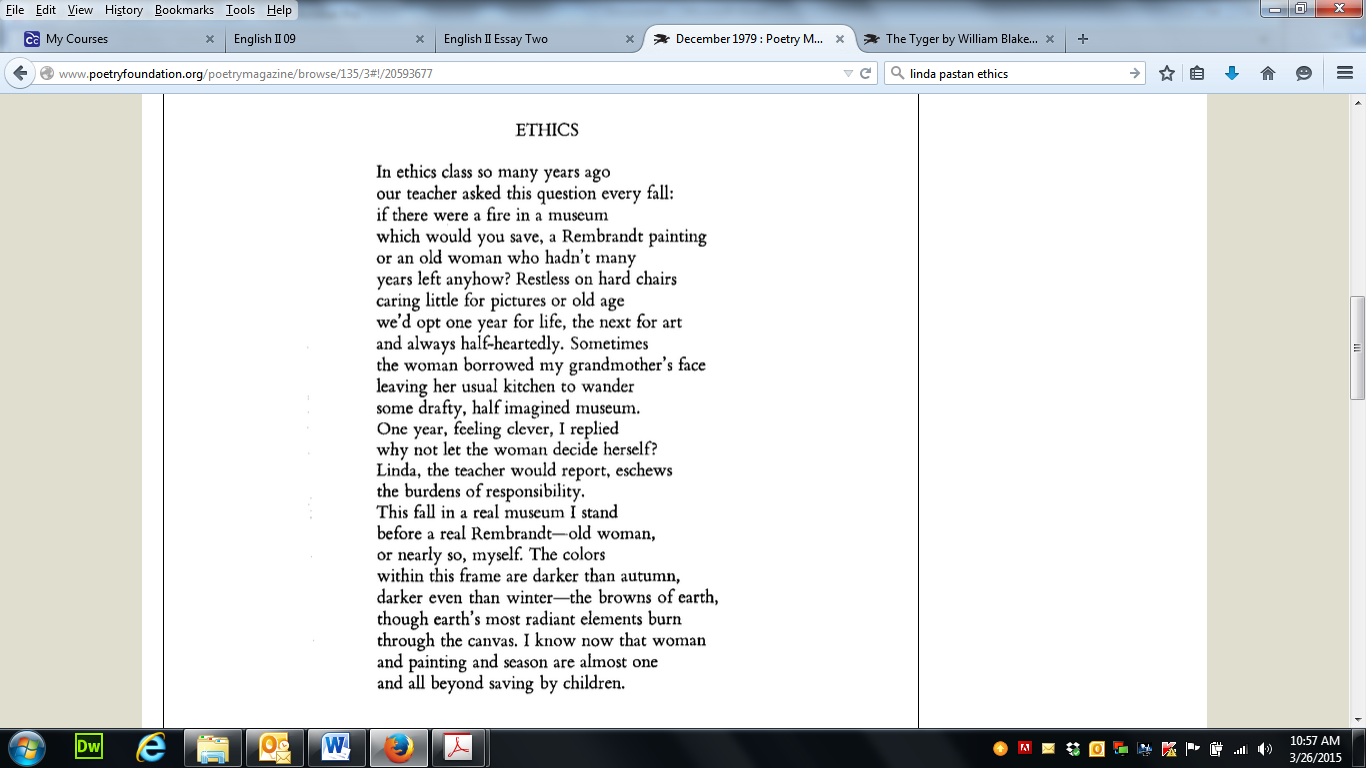 File Edit View History Bookmarks Tools Help
My Courses
English II 09
English II Essay Two
December 1979 : Poetry M...
The Tyger by William Blake...
www.poetryfoundation.org/poetrymagazine/browse/135/3#!/20593677
linda pastan ethics
ETHICS
In ethics class so many years ago
our teacher asked this question every fall:
if there were a fire in a museum
which would you save, a Rembrandt painting
or an old woman who hadn't many
years left anyhow? Restless on hard chairs
caring little for pictures or old age
we'd opt one year for life, the next for art
and always half-heartedly. Sometimes
the woman borrowed my grandmother's face
leaving her usual kitchen to wander
some drafty, half imagined museum.
One year, feeling clever, I replied
why not let the woman decide herself?
Linda, the teacher would report, eschews
the burdens of responsibility.
This fall in a real museum I stand
before a real Rembrandt—old woman,
or nearly so, myself. The colors
within this frame are darker than autumn,
darker even than winter—the browns of earth,
though earth's most radiant elements burn
through the canvas. I know now that woman
and painting and season are almost one
and all beyond saving by children.
Dw
10:57 AM
3/26/2015